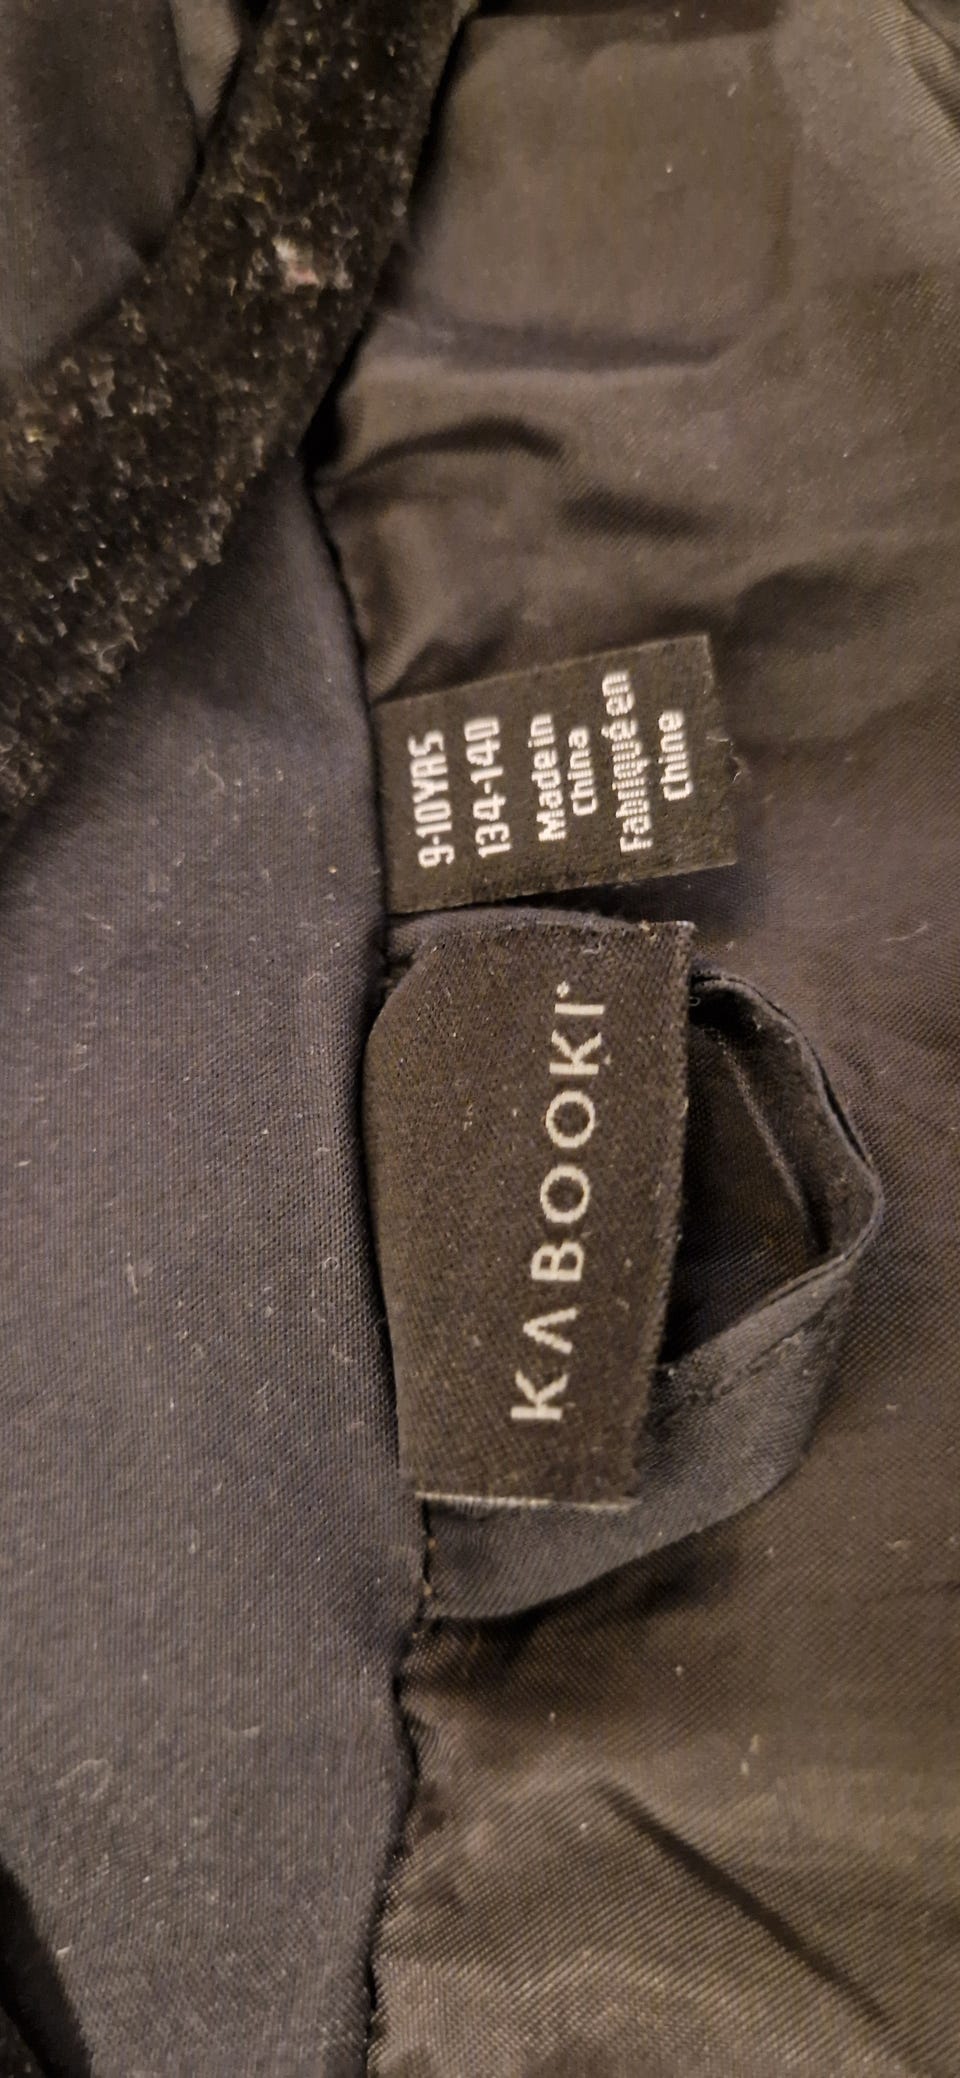 9-10YRS
134-140
Made in
China
Fabriqué en
Chine
KABOOKI